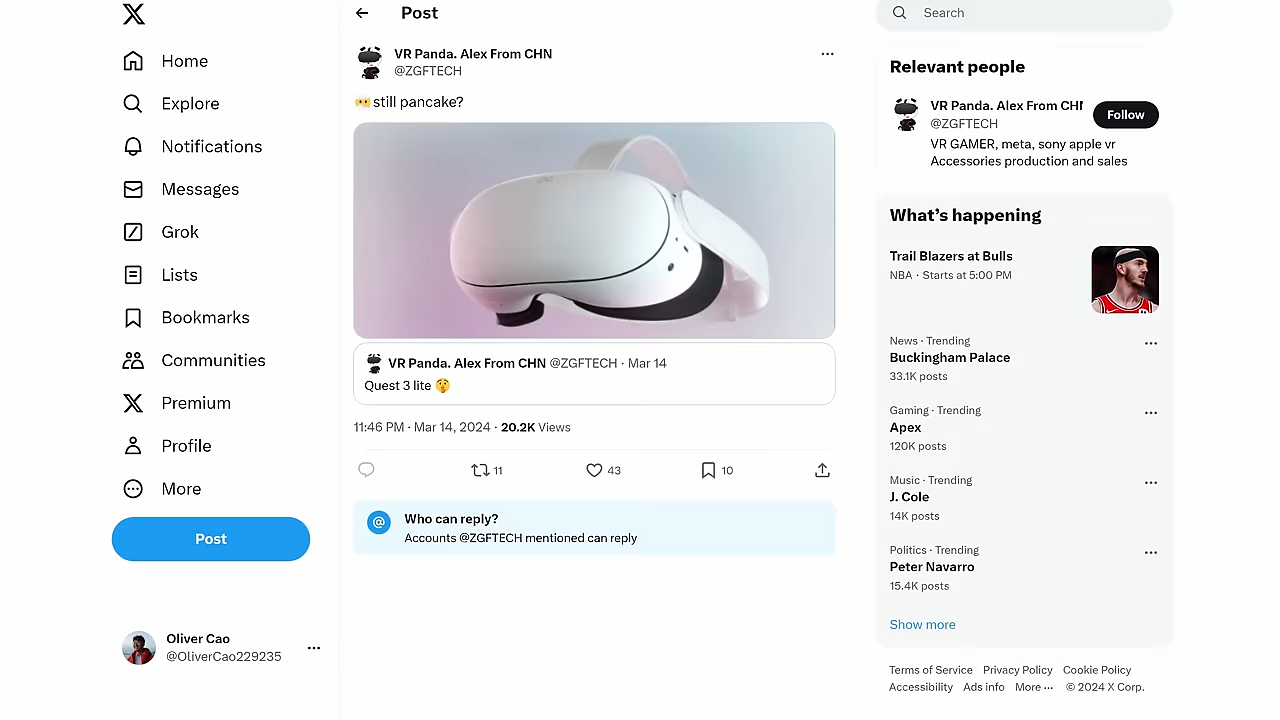 Home
Explore
Notifications
Messages
Grok
Lists
Bookmarks
Communities
Premium
Profile
More
Post
Oliver Cao
@OliverCao229235
Post
VR Panda. Alex From CHN
@ZGFTECH
still pancake?
VR Panda. Alex From CHN @ZGFTECH · Mar 14
Quest 3 lite 🤫
11:46 PM · Mar 14, 2024 · 20.2K Views
11 43 10
Who can reply?
Accounts @ZGFTECH mentioned can reply
Search
Relevant people
VR Panda. Alex From CH
@ZGFTECH
Follow
VR GAMER, meta, sony apple vr
Accessories production and sales
What’s happening
Trail Blazers at Bulls
NBA · Starts at 5:00 PM
News · Trending
Buckingham Palace
33.1K posts
Gaming · Trending
Apex
120K posts
Music · Trending
J. Cole
14K posts
Politics · Trending
Peter Navarro
15.4K posts
Show more
Terms of Service Privacy Policy Cookie Policy
Accessibility Ads info More ··· © 2024 X Corp.